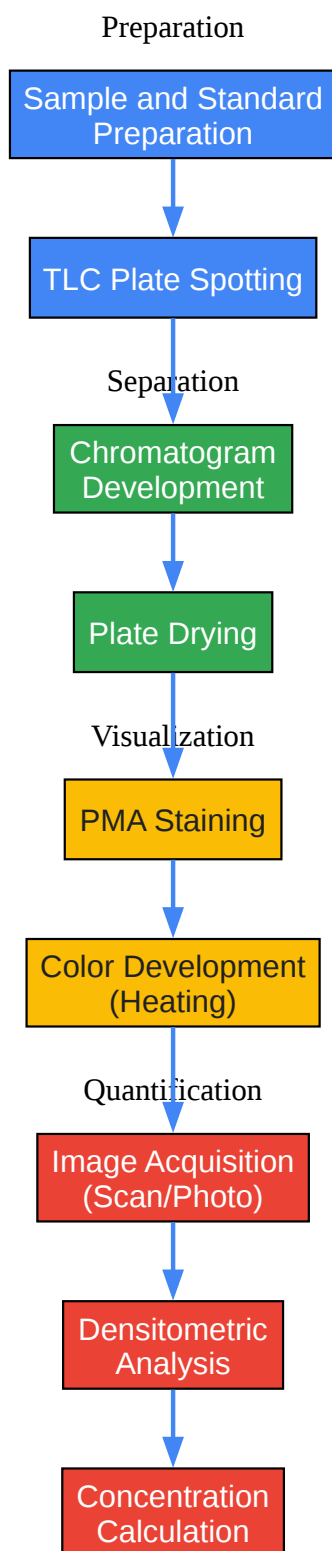 Preparation
Sample and Standard
Preparation
TLC Plate Spotting
Separation
Chromatogram
Development
Plate Drying
Visualization
PMA Staining
Color Development
(Heating)
Quantification
Image Acquisition
(Scan/Photo)
Densitometric
Analysis
Concentration
Calculation